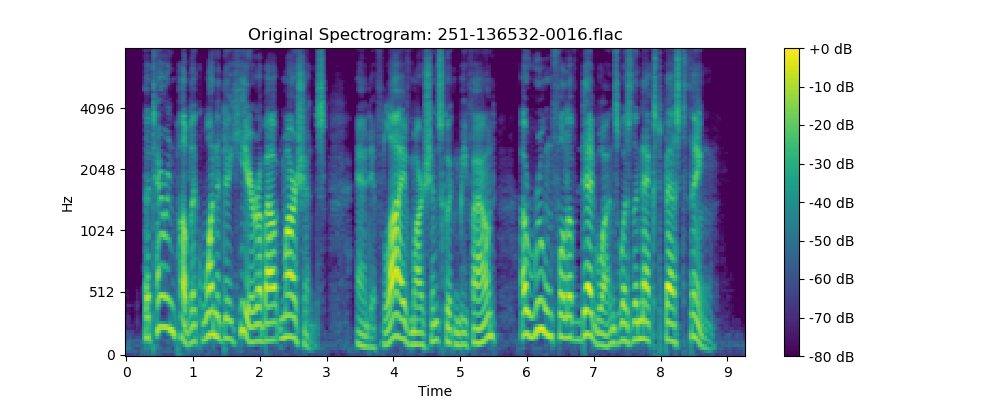 Original Spectrogram: 251-136532-0016.flac
Hz
4096
2048
1024
512
0
0 1 2 3 4 5 6 7 8 9
Time
+0 dB
-10 dB
-20 dB
-30 dB
-40 dB
-50 dB
-60 dB
-70 dB
-80 dB